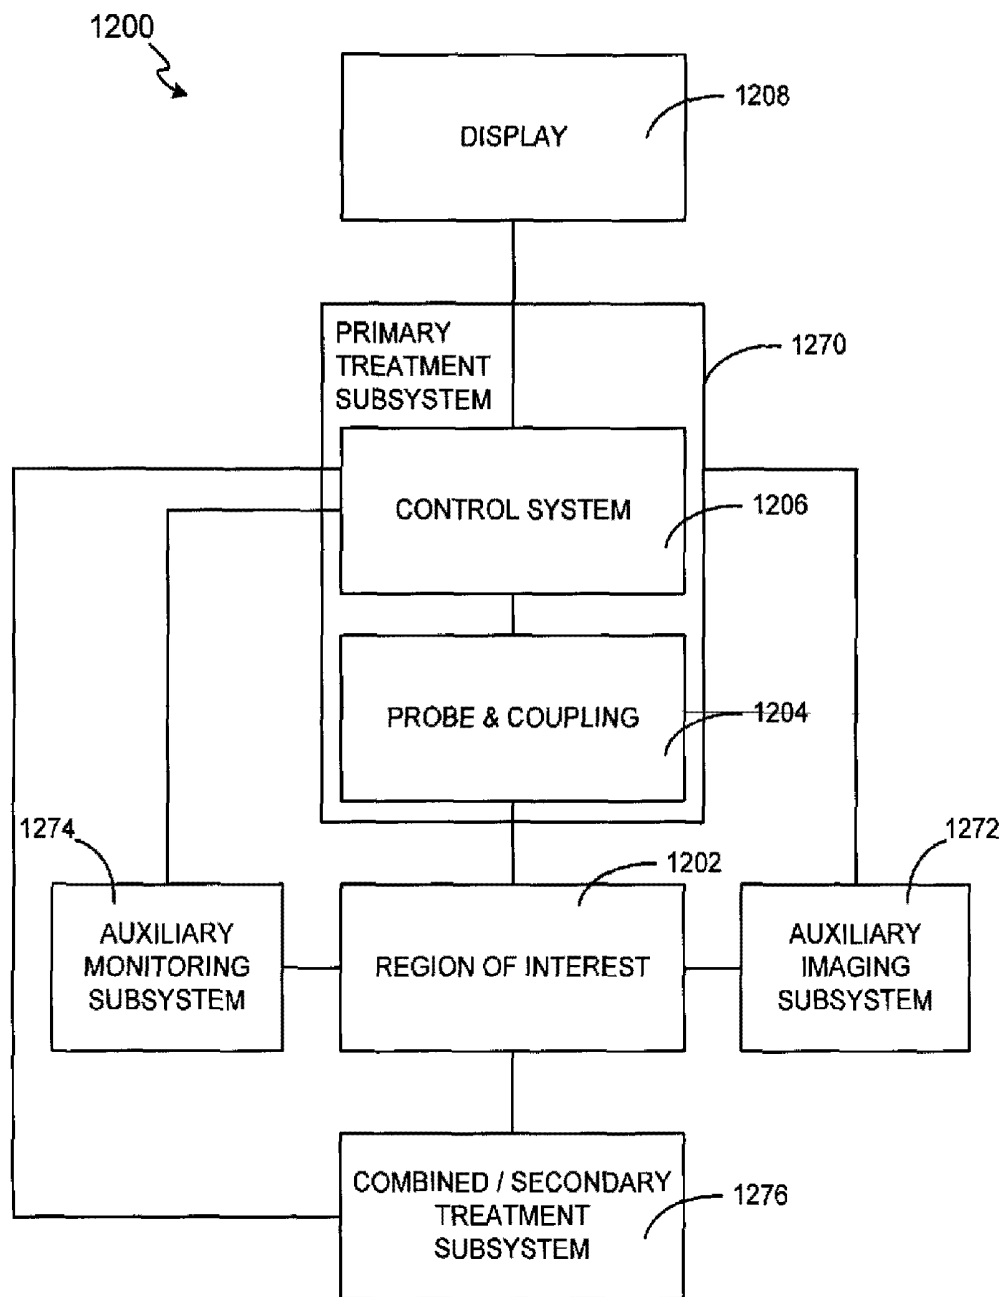 1200
1208
DISPLAY
PRIMARY
TREATMENT
SUBSYSTEM
1270
CONTROL SYSTEM
1206
PROBE & COUPLING
1204
1274
1272
1202
AUXILIARY
MONITORING
SUBSYSTEM
REGION OF INTEREST
AUXILIARY
IMAGING
SUBSYSTEM
COMBINED / SECONDARY
TREATMENT
SUBSYSTEM
1276